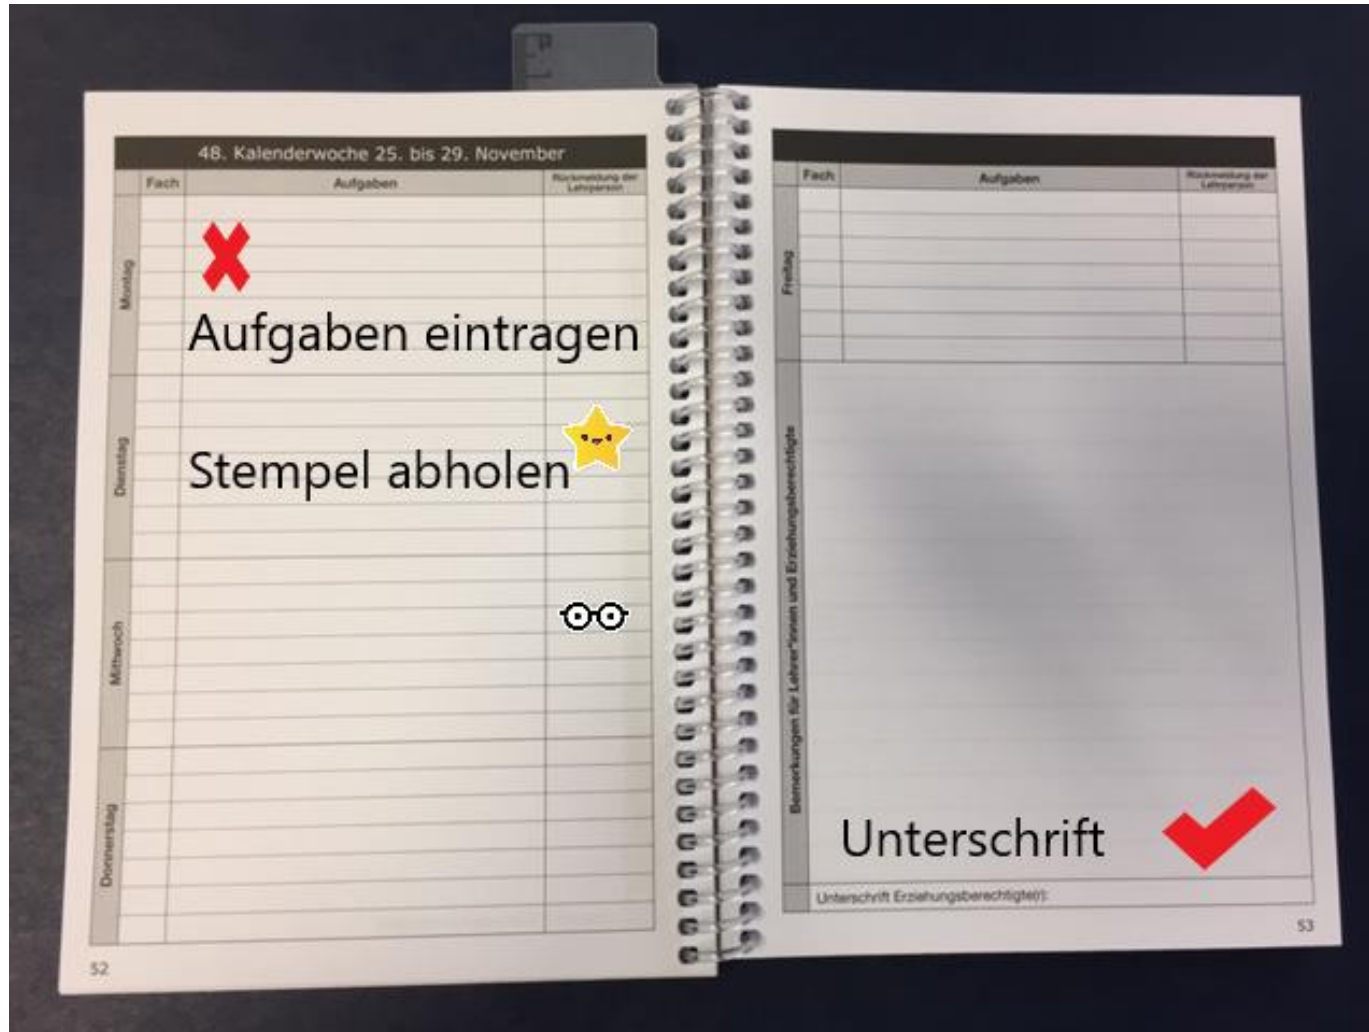 48. Kalenderwoche 25. bis 29. November
Fach Aufgaben Rückmeldung der Lehrperson
Montag
Aufgaben eintragen
Dienstag
Stempel abholen
Mittwoch
Donnerstag
52
Fach Aufgaben Rückmeldung der Lehrperson
Freitag
Bemerkungen für Lehrer*innen und Erziehungsberechtigte
Unterschrift
Unterschrift Erziehungsberechtigte(r):
53